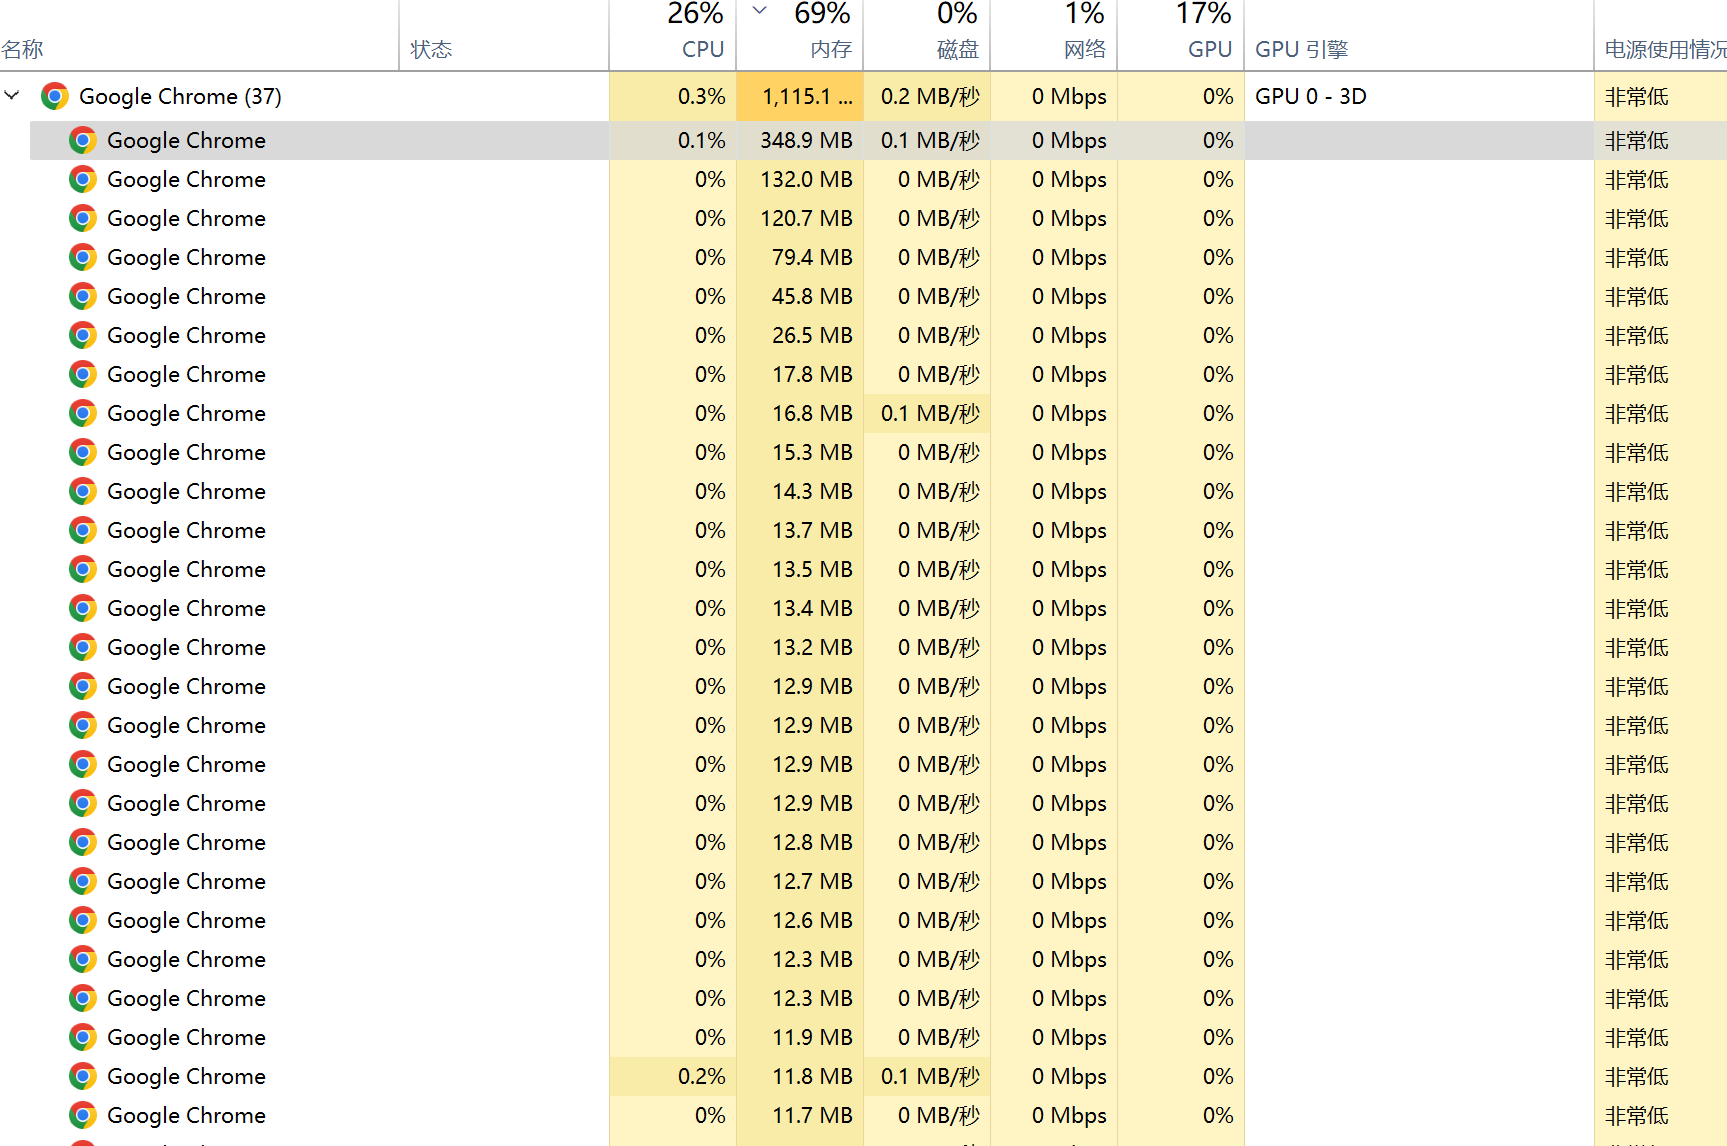 26% 69% 0% 1% 17%
名称 状态 CPU 内存 磁盘 网络 GPU GPU 引擎 电源使用情况
Google Chrome (37) 0.3% 1,115.1 ... 0.2 MB/秒 0 Mbps 0% GPU 0 - 3D 非常低
Google Chrome 0.1% 348.9 MB 0.1 MB/秒 0 Mbps 0% 非常低
Google Chrome 0% 132.0 MB 0 MB/秒 0 Mbps 0% 非常低
Google Chrome 0% 120.7 MB 0 MB/秒 0 Mbps 0% 非常低
Google Chrome 0% 79.4 MB 0 MB/秒 0 Mbps 0% 非常低
Google Chrome 0% 45.8 MB 0 MB/秒 0 Mbps 0% 非常低
Google Chrome 0% 26.5 MB 0 MB/秒 0 Mbps 0% 非常低
Google Chrome 0% 17.8 MB 0 MB/秒 0 Mbps 0% 非常低
Google Chrome 0% 16.8 MB 0.1 MB/秒 0 Mbps 0% 非常低
Google Chrome 0% 15.3 MB 0 MB/秒 0 Mbps 0% 非常低
Google Chrome 0% 14.3 MB 0 MB/秒 0 Mbps 0% 非常低
Google Chrome 0% 13.7 MB 0 MB/秒 0 Mbps 0% 非常低
Google Chrome 0% 13.5 MB 0 MB/秒 0 Mbps 0% 非常低
Google Chrome 0% 13.4 MB 0 MB/秒 0 Mbps 0% 非常低
Google Chrome 0% 13.2 MB 0 MB/秒 0 Mbps 0% 非常低
Google Chrome 0% 12.9 MB 0 MB/秒 0 Mbps 0% 非常低
Google Chrome 0% 12.9 MB 0 MB/秒 0 Mbps 0% 非常低
Google Chrome 0% 12.9 MB 0 MB/秒 0 Mbps 0% 非常低
Google Chrome 0% 12.9 MB 0 MB/秒 0 Mbps 0% 非常低
Google Chrome 0% 12.8 MB 0 MB/秒 0 Mbps 0% 非常低
Google Chrome 0% 12.7 MB 0 MB/秒 0 Mbps 0% 非常低
Google Chrome 0% 12.6 MB 0 MB/秒 0 Mbps 0% 非常低
Google Chrome 0% 12.3 MB 0 MB/秒 0 Mbps 0% 非常低
Google Chrome 0% 12.3 MB 0 MB/秒 0 Mbps 0% 非常低
Google Chrome 0% 11.9 MB 0 MB/秒 0 Mbps 0% 非常低
Google Chrome 0.2% 11.8 MB 0.1 MB/秒 0 Mbps 0% 非常低
Google Chrome 0% 11.7 MB 0 MB/秒 0 Mbps 0% 非常低